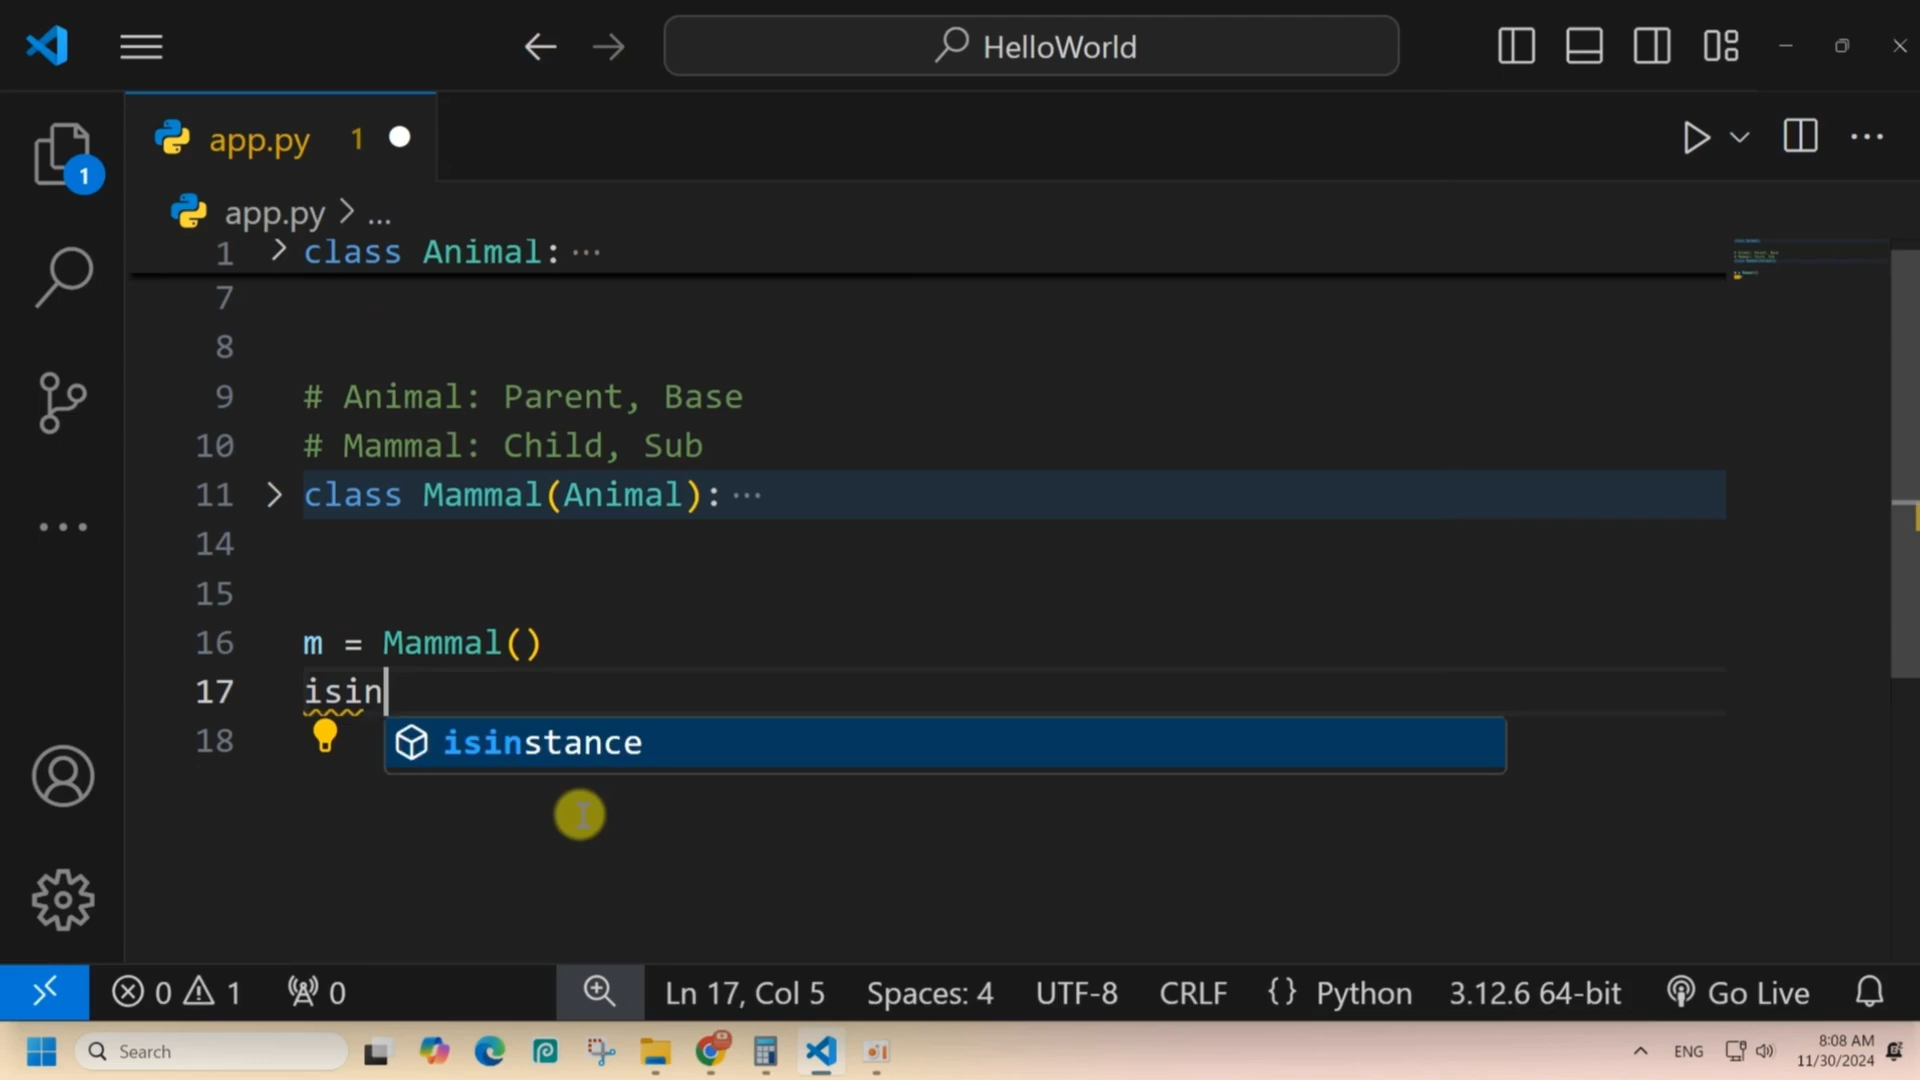 HelloWorld
app.py 1
1
app.py > ...
1 > class Animal: ···
7
8
9 # Animal: Parent, Base
10 # Mammal: Child, Sub
11 > class Mammal(Animal): ···
14
15
16 m = Mammal()
17 isin
18 isinstance
0 1 0 Ln 17, Col 5 Spaces: 4 UTF-8 CRLF {} Python 3.12.6 64-bit Go Live
Search ENG 8:08 AM
11/30/2024